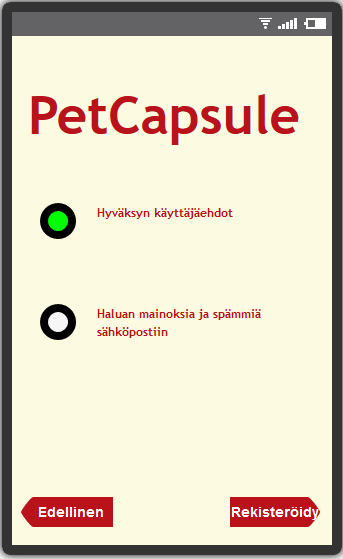 PetCapsule
Hyväksyn käyttäjäehdot
Haluan mainoksia ja spämmiä
sähköpostiin
Edellinen
Rekisteröidy